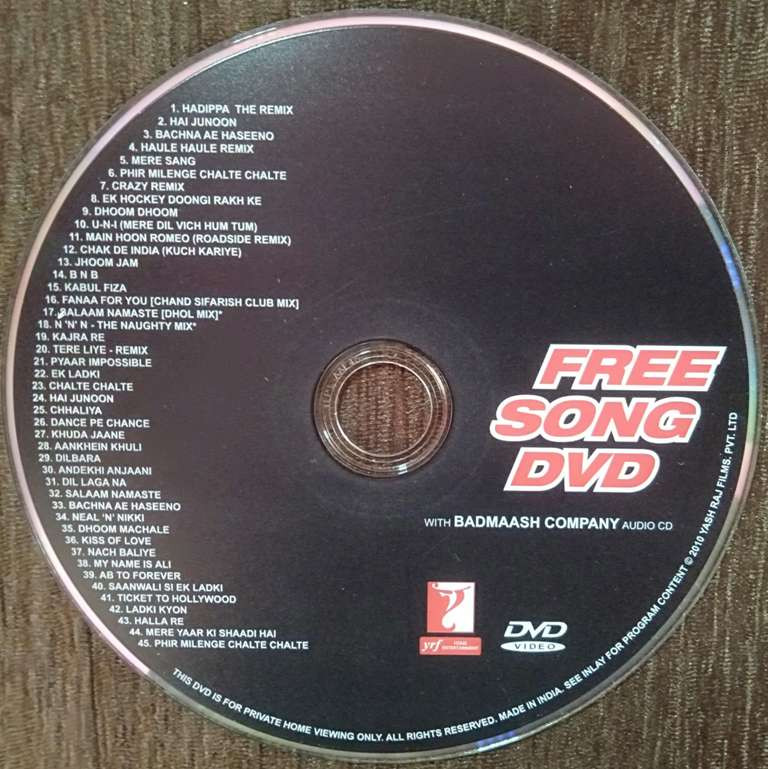 1. HADIPPA THE REMIX
2. HAI JUNOON
3. BACHNA AE HASEENO
4. HAULE HAULE REMIX
5. MERE SANG
6. PHIR MILENGE CHALTE CHALTE
7. CRAZY REMIX
8. EK HOCKEY DOONGI RAKH KE
9. DHOOM DHOOM
10. U-N-I (MERE DIL VICH HUM TUM)
11. MAIN HOON ROMEO (ROADSIDE REMIX)
12. CHAK DE INDIA (KUCH KARIYE)
13. JHOOM JAM
14. B N B
15. KABUL FIZA
16. FANAA FOR YOU [CHAND SIFARISH CLUB MIX]
17. SALAAM NAMASTE [DHOL MIX]*
18. N 'N' N - THE NAUGHTY MIX*
19. KAJRA RE
20. TERE LIYE - REMIX
21. PYAAR IMPOSSIBLE
22. EK LADKI
23. CHALTE CHALTE
24. HAI JUNOON
25. CHHALIYA
26. DANCE PE CHANCE
27. KHUDA JAANE
28. AANKHEIN KHULI
29. DILBARA
30. ANDEKHI ANJAANI
31. DIL LAGA NA
32. SALAAM NAMASTE
33. BACHNA AE HASEENO
34. NEAL 'N' NIKKI
35. DHOOM MACHALE
36. KISS OF LOVE
37. NACH BALIYE
38. MY NAME IS ALI
39. AB TO FOREVER
40. SAANWALI SI EK LADKI
41. TICKET TO HOLLYWOOD
42. LADKI KYON
43. HALLA RE
44. MERE YAAR KI SHAADI HAI
45. PHIR MILENGE CHALTE CHALTE
FREE
SONG
DVD
WITH BADMAASH COMPANY AUDIO CD
yrf HOME ENTERTAINMENT
DVD
VIDEO
THIS DVD IS FOR PRIVATE HOME VIEWING ONLY. ALL RIGHTS RESERVED. MADE IN INDIA. SEE INLAY FOR PROGRAM CONTENT © 2010 YASH RAJ FILMS. PVT. LTD